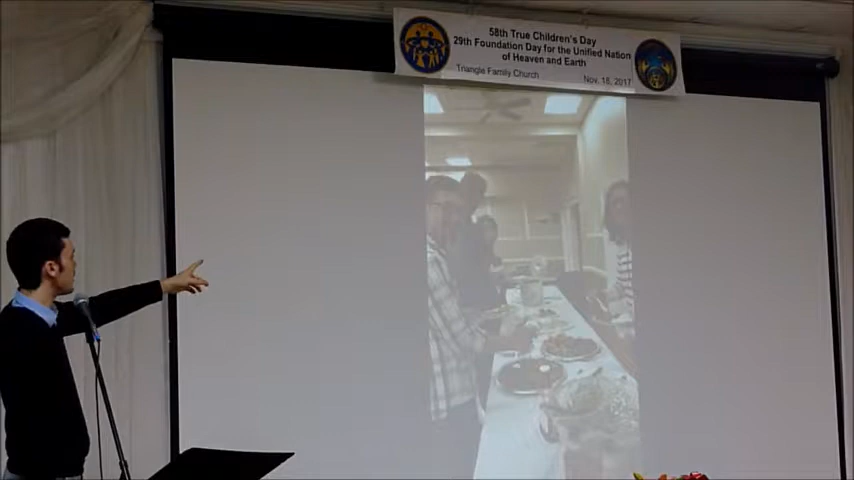 58th True Children's Day
29th Foundation Day for the Unified Nation
of Heaven and Earth
Triangle Family Church
Nov. 18, 2017